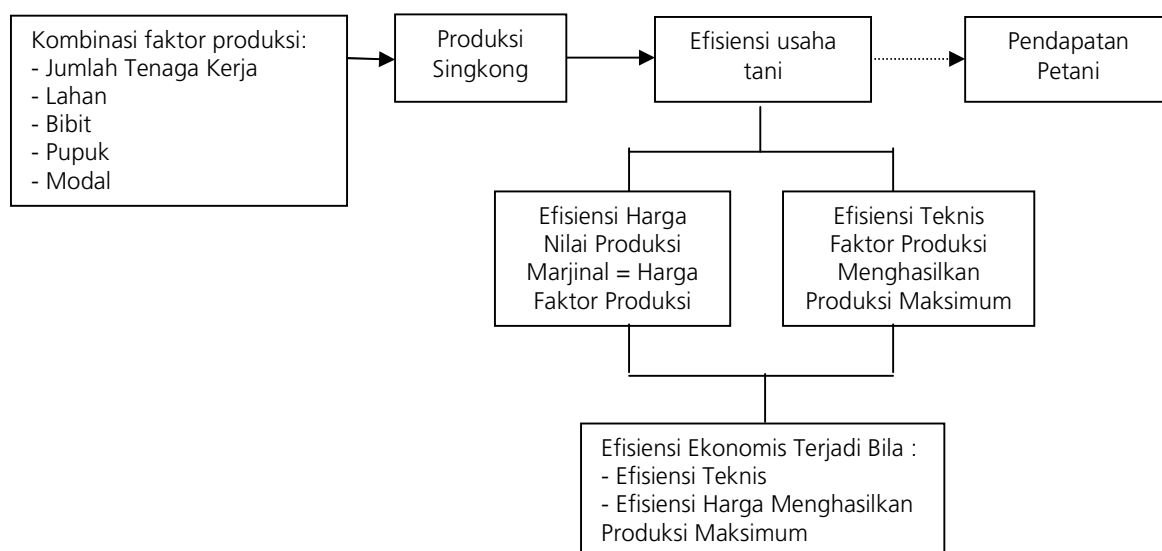 Kombinasi faktor produksi:
- Jumlah Tenaga Kerja
- Lahan
- Bibit
- Pupuk
- Modal
Produksi
Singkong
Efisiensi usaha
tani
Pendapatan
Petani
Efisiensi Harga
Nilai Produksi
Marjinal = Harga
Faktor Produksi
Efisiensi Teknis
Faktor Produksi
Menghasilkan
Produksi Maksimum
Efisiensi Ekonomis Terjadi Bila :
- Efisiensi Teknis
- Efisiensi Harga Menghasilkan
Produksi Maksimum